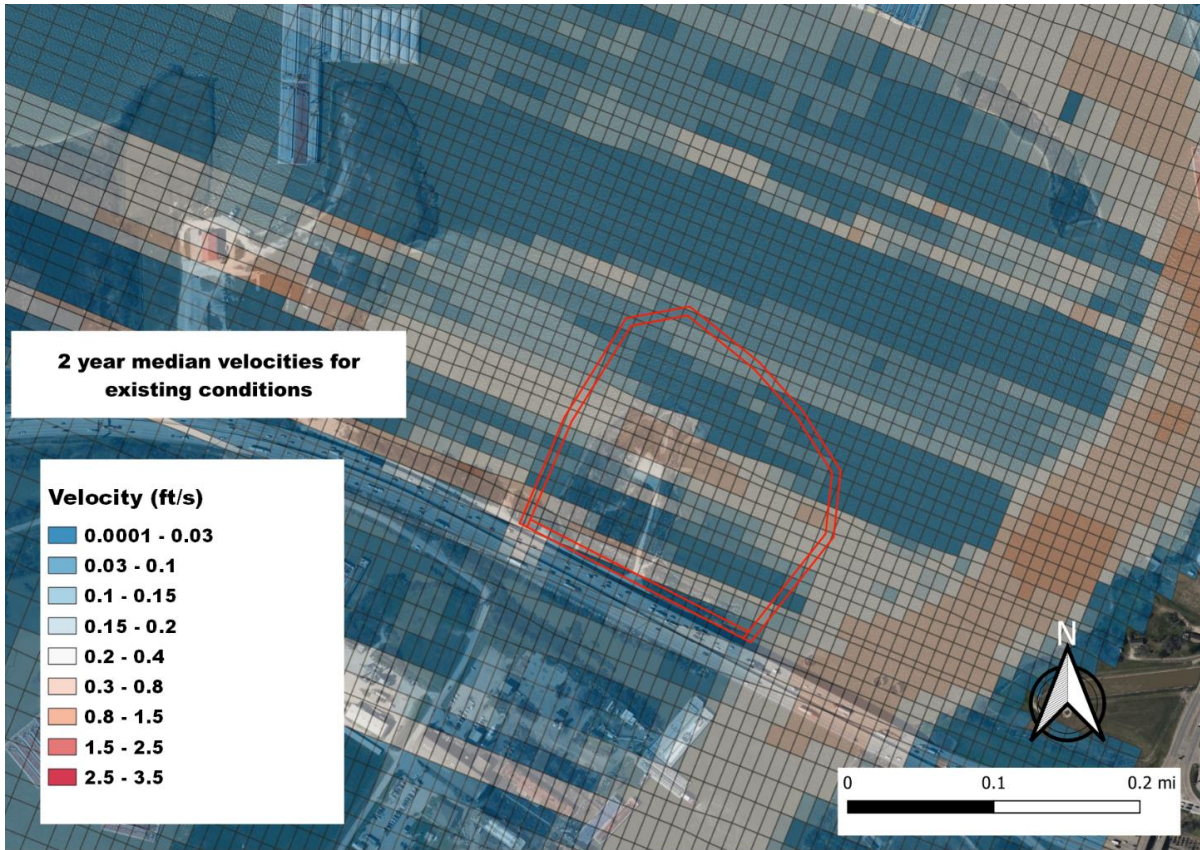 2 year median velocities for
existing conditions
Velocity (ft/s)
0.0001 - 0.03
0.03 - 0.1
0.1 - 0.15
0.15 - 0.2
0.2 - 0.4
0.3 - 0.8
0.8 - 1.5
1.5 - 2.5
2.5 - 3.5
N
0 0.1 0.2 mi